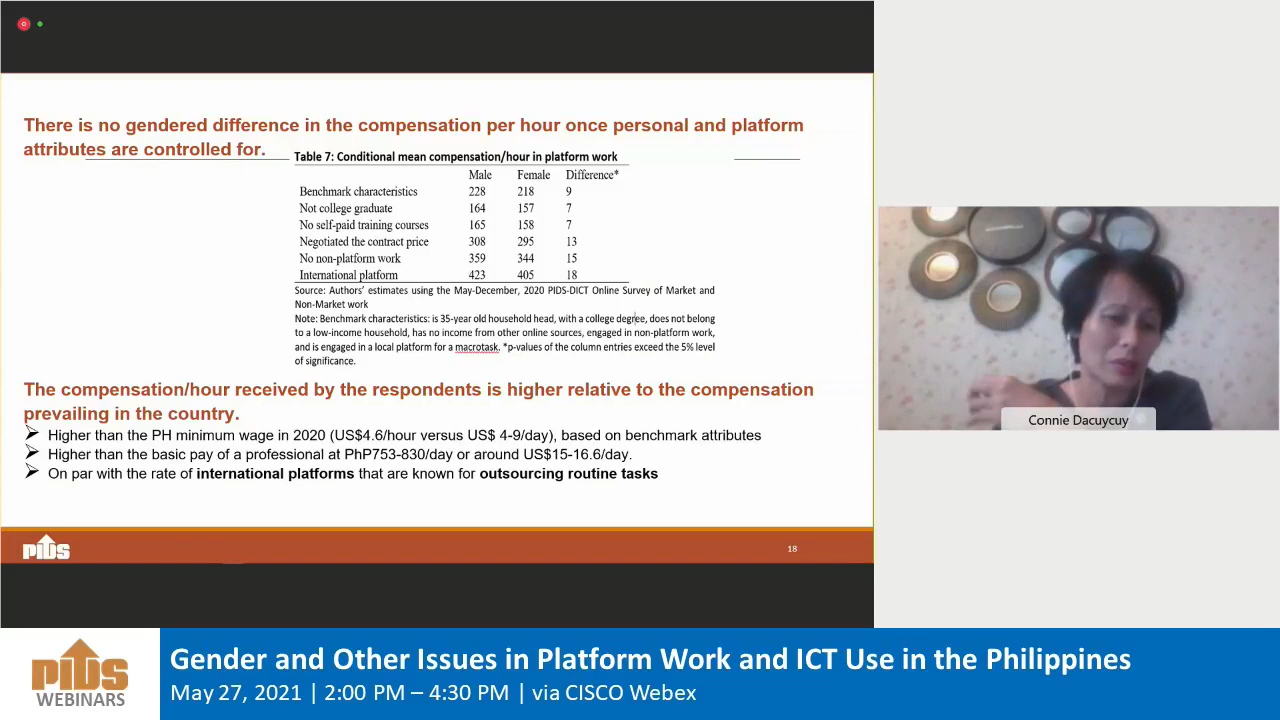 There is no gendered difference in the compensation per hour once personal and platform
attributes are controlled for.
Table 7: Conditional mean compensation/hour in platform work
Male Female Difference*
Benchmark characteristics 228 218 9
Not college graduate 164 157 7
No self-paid training courses 165 158 7
Negotiated the contract price 308 295 13
No non-platform work 359 344 15
International platform 423 405 18
Source: Authors' estimates using the May-December, 2020 PIDS-DICT Online Survey of Market and
Non-Market work
Note: Benchmark characteristics: is 35-year old household head, with a college degree, does not belong
to a low-income household, has no income from other online sources, engaged in non-platform work,
and is engaged in a local platform for a macrotask. *p-values of the column entries exceed the 5% level
of significance.
The compensation/hour received by the respondents is higher relative to the compensation
prevailing in the country.
Higher than the PH minimum wage in 2020 (US$4.6/hour versus US$ 4-9/day), based on benchmark attributes
Higher than the basic pay of a professional at PhP753-830/day or around US$15-16.6/day.
On par with the rate of international platforms that are known for outsourcing routine tasks
PIDS
18
Connie Dacuycuy
PIDS
WEBINARS
Gender and Other Issues in Platform Work and ICT Use in the Philippines
May 27, 2021 | 2:00 PM – 4:30 PM | via CISCO Webex